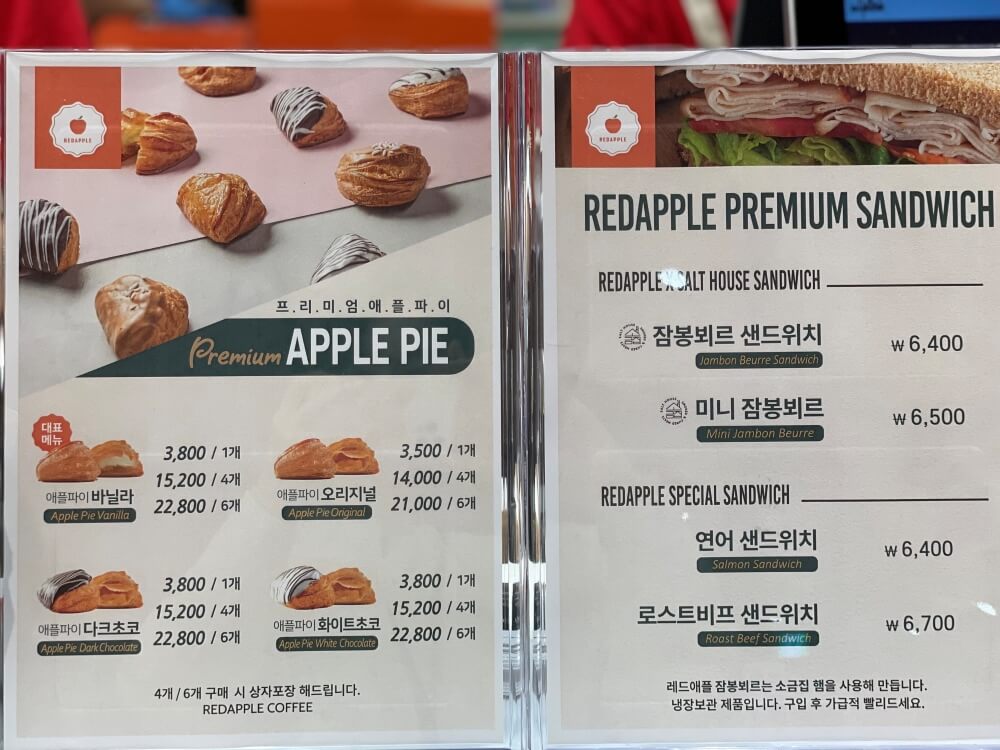 REDAPPLE
프.리.미.엄.애.플.파.이
Premium APPLE PIE
대표
메뉴
애플파이 바닐라
Apple Pie Vanilla
3,800 / 1개
15,200 / 4개
22,800 / 6개
애플파이 오리지널
Apple Pie Original
3,500 / 1개
14,000 / 4개
21,000 / 6개
애플파이 다크초코
Apple Pie Dark Chocolate
3,800 / 1개
15,200 / 4개
22,800 / 6개
애플파이 화이트초코
Apple Pie White Chocolate
3,800 / 1개
15,200 / 4개
22,800 / 6개
4개 / 6개 구매 시 상자포장 해드립니다.
REDAPPLE COFFEE
REDAPPLE
REDAPPLE PREMIUM SANDWICH
REDAPPLE X SALT HOUSE SANDWICH
잠봉뵈르 샌드위치 ₩ 6,400
Jambon Beurre Sandwich
미니 잠봉뵈르 ₩ 6,500
Mini Jambon Beurre
REDAPPLE SPECIAL SANDWICH
연어 샌드위치 ₩ 6,400
Salmon Sandwich
로스트비프 샌드위치 ₩ 6,700
Roast Beef Sandwich
레드애플 잠봉뵈르는 소금집 햄을 사용해 만듭니다.
냉장보관 제품입니다. 구입 후 가급적 빨리드세요.